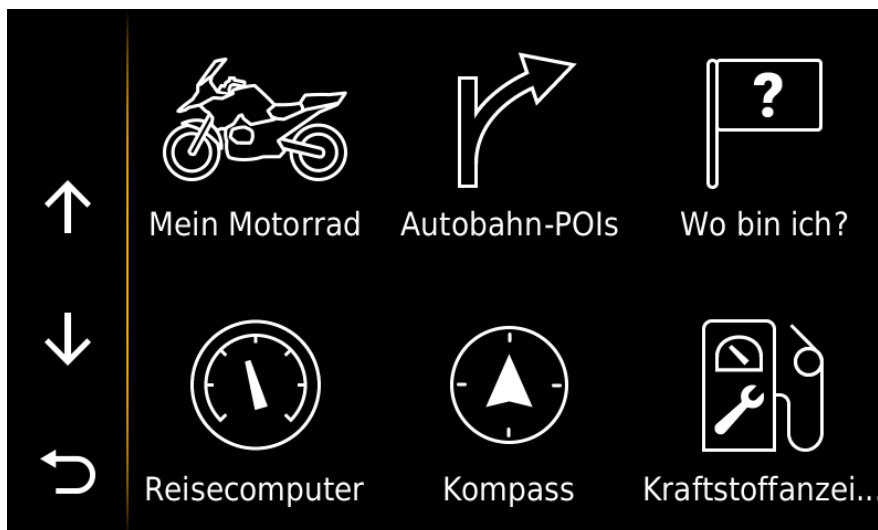 ?
Mein Motorrad
Autobahn-POIs
Wo bin ich?
Reisecomputer
Kompass
Kraftstoffanzei...